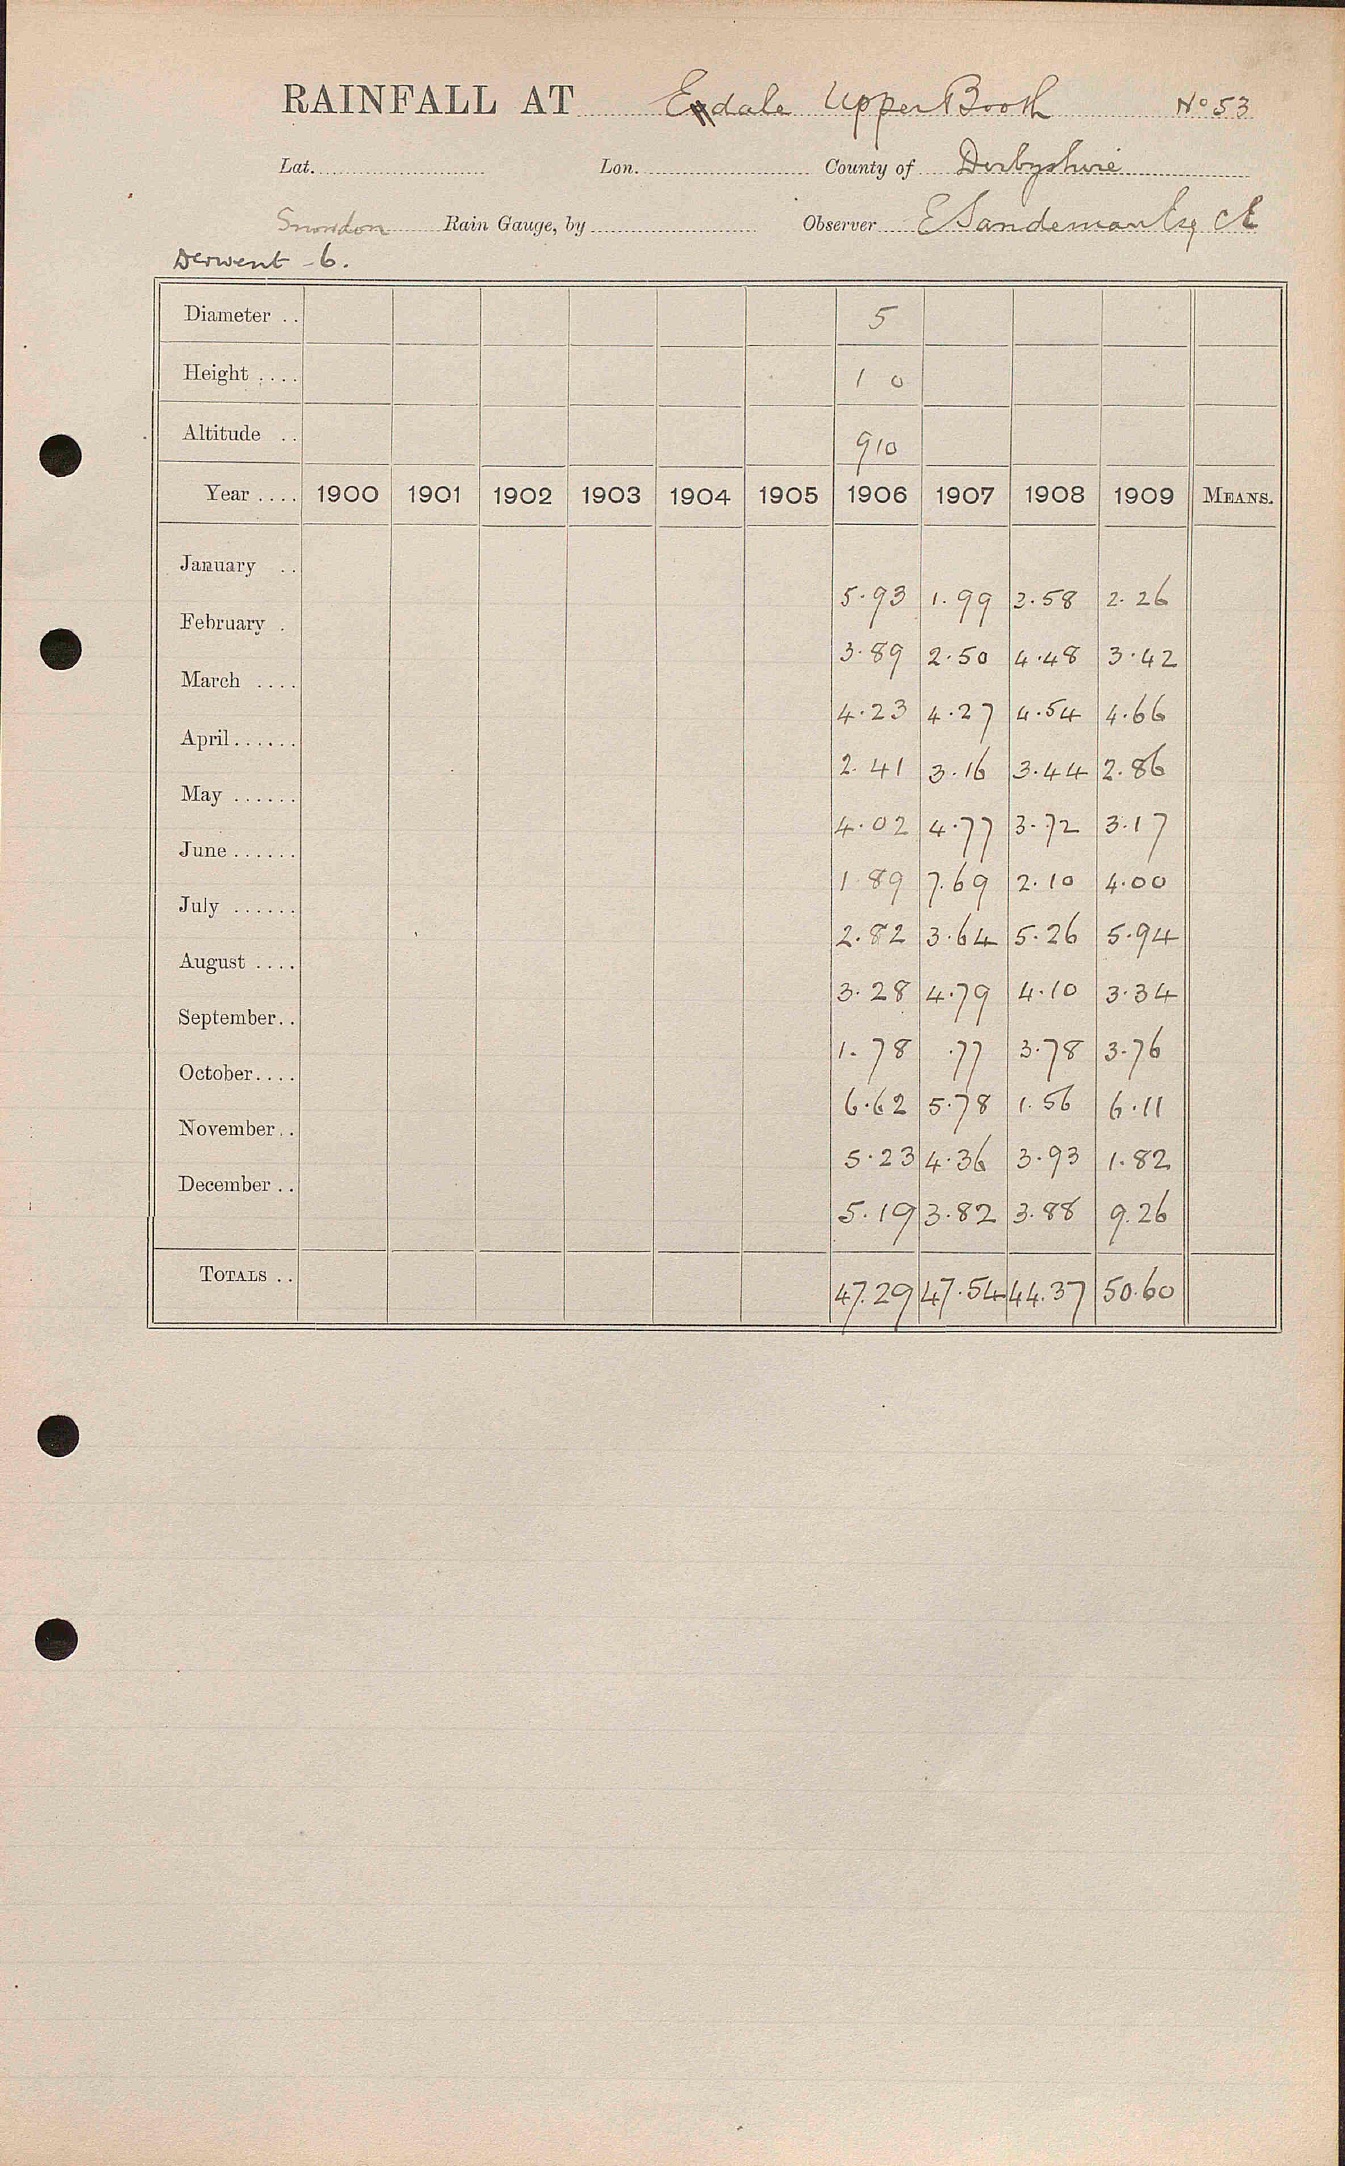 RAINFALL AT Edale Upper Booth No 53
Lat. Lon. County of Derbyshire
Snowdon Rain Gauge, by Observer E Sandeman Esq CE
Derwent - 6.
Diameter .. 5
Height .... 1 0
Altitude .. 910
Year .... 1900 1901 1902 1903 1904 1905 1906 1907 1908 1909 MEANS.
January .. 5.93 1.99 3.58 2.26
February . 3.89 2.50 4.48 3.42
March .... 4.23 4.27 4.54 4.66
April ...... 2.41 3.16 3.44 2.86
May ...... 4.02 4.77 3.72 3.17
June ...... 1.89 7.69 2.10 4.00
July ...... 2.82 3.64 5.26 5.94
August .... 3.28 4.79 4.10 3.34
September .. 1.78 .77 3.78 3.76
October .... 6.62 5.78 1.56 6.11
November .. 5.23 4.36 3.93 1.82
December .. 5.19 3.82 3.88 9.26
TOTALS .. 47.29 47.54 44.37 50.60